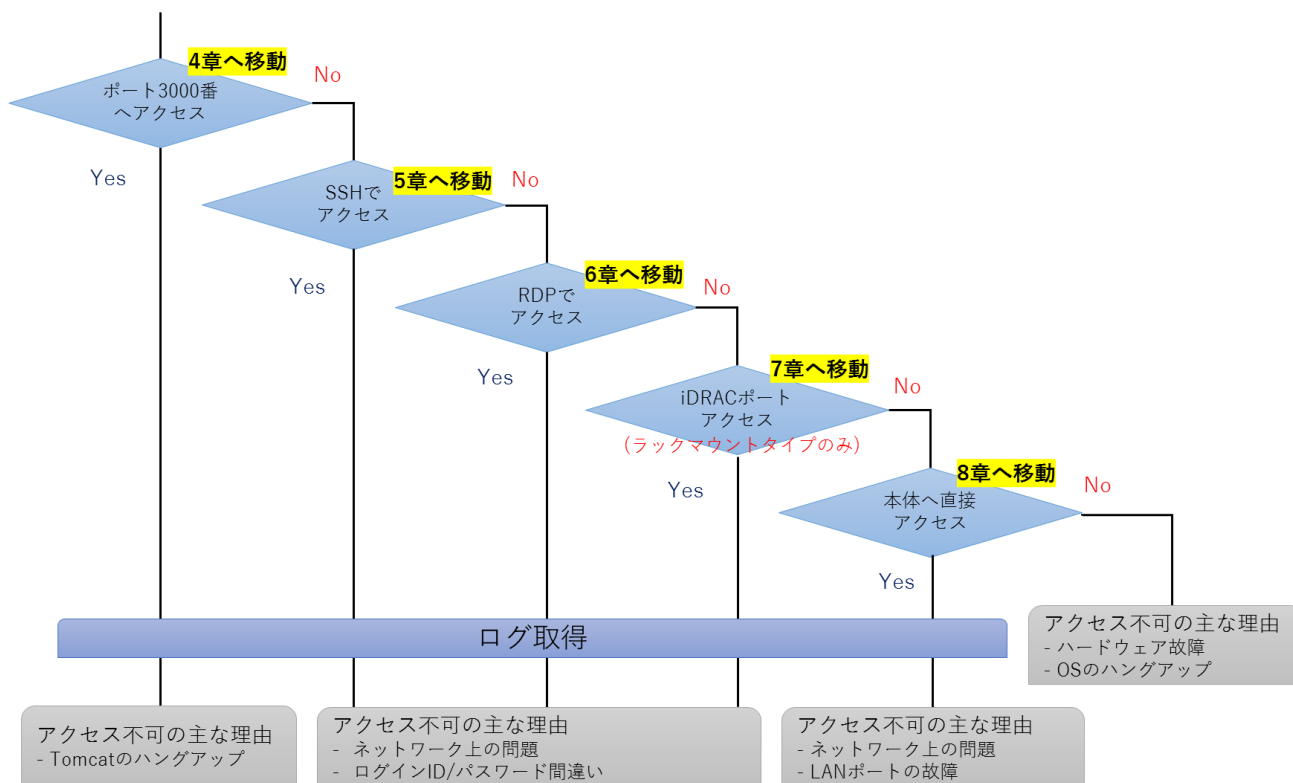 4章へ移動
No
ポート3000番
へアクセス
Yes
5章へ移動
No
SSHで
アクセス
Yes
6章へ移動
No
RDPで
アクセス
Yes
7章へ移動
No
iDRACポート
アクセス
(ラックマウントタイプのみ)
Yes
8章へ移動
No
本体へ直接
アクセス
Yes
ログ取得
アクセス不可の主な理由
- ハードウェア故障
- OSのハングアップ
アクセス不可の主な理由
- Tomcatのハングアップ
アクセス不可の主な理由
- ネットワーク上の問題
- ログインID/パスワード間違い
アクセス不可の主な理由
- ネットワーク上の問題
- LANポートの故障